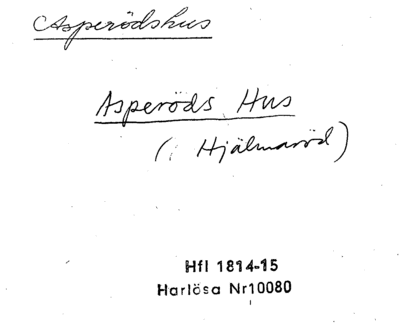 Asperödshus
Asperöds Hus
(: Hjälmaröd)
Hfl 1814-15
Harlösa Nr10080